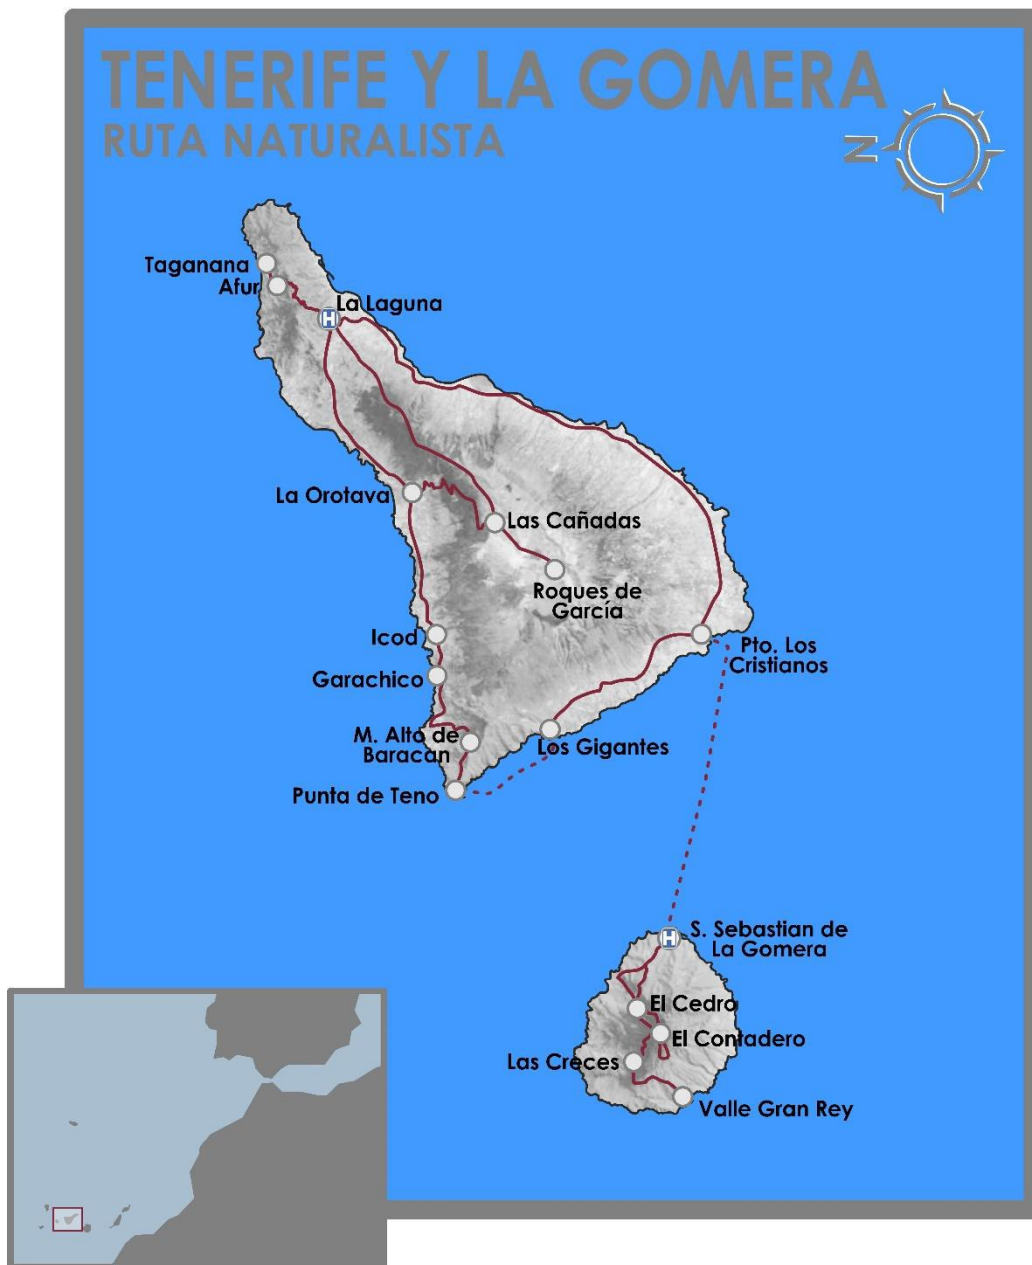 TENERIFE Y LA GOMERA
RUTA NATURALISTA
N
Taganana
Afur
La Laguna
H
La Orotava
Las Cañadas
Roques de
García
Icod
Garachico
Pto. Los
Cristianos
M. Alto de
Baracan
Los Gigantes
Punta de Teno
H
S. Sebastian de
La Gomera
El Cedro
El Contadero
Las Creces
Valle Gran Rey